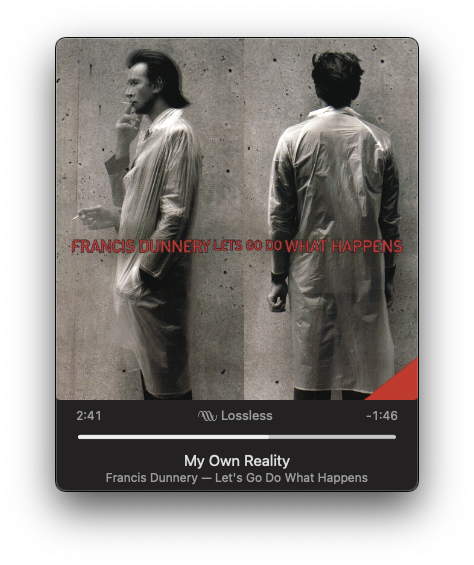 FRANCIS DUNNERY LETS GO DO WHAT HAPPENS
2:41 Lossless -1:46
My Own Reality
Francis Dunnery — Let's Go Do What Happens